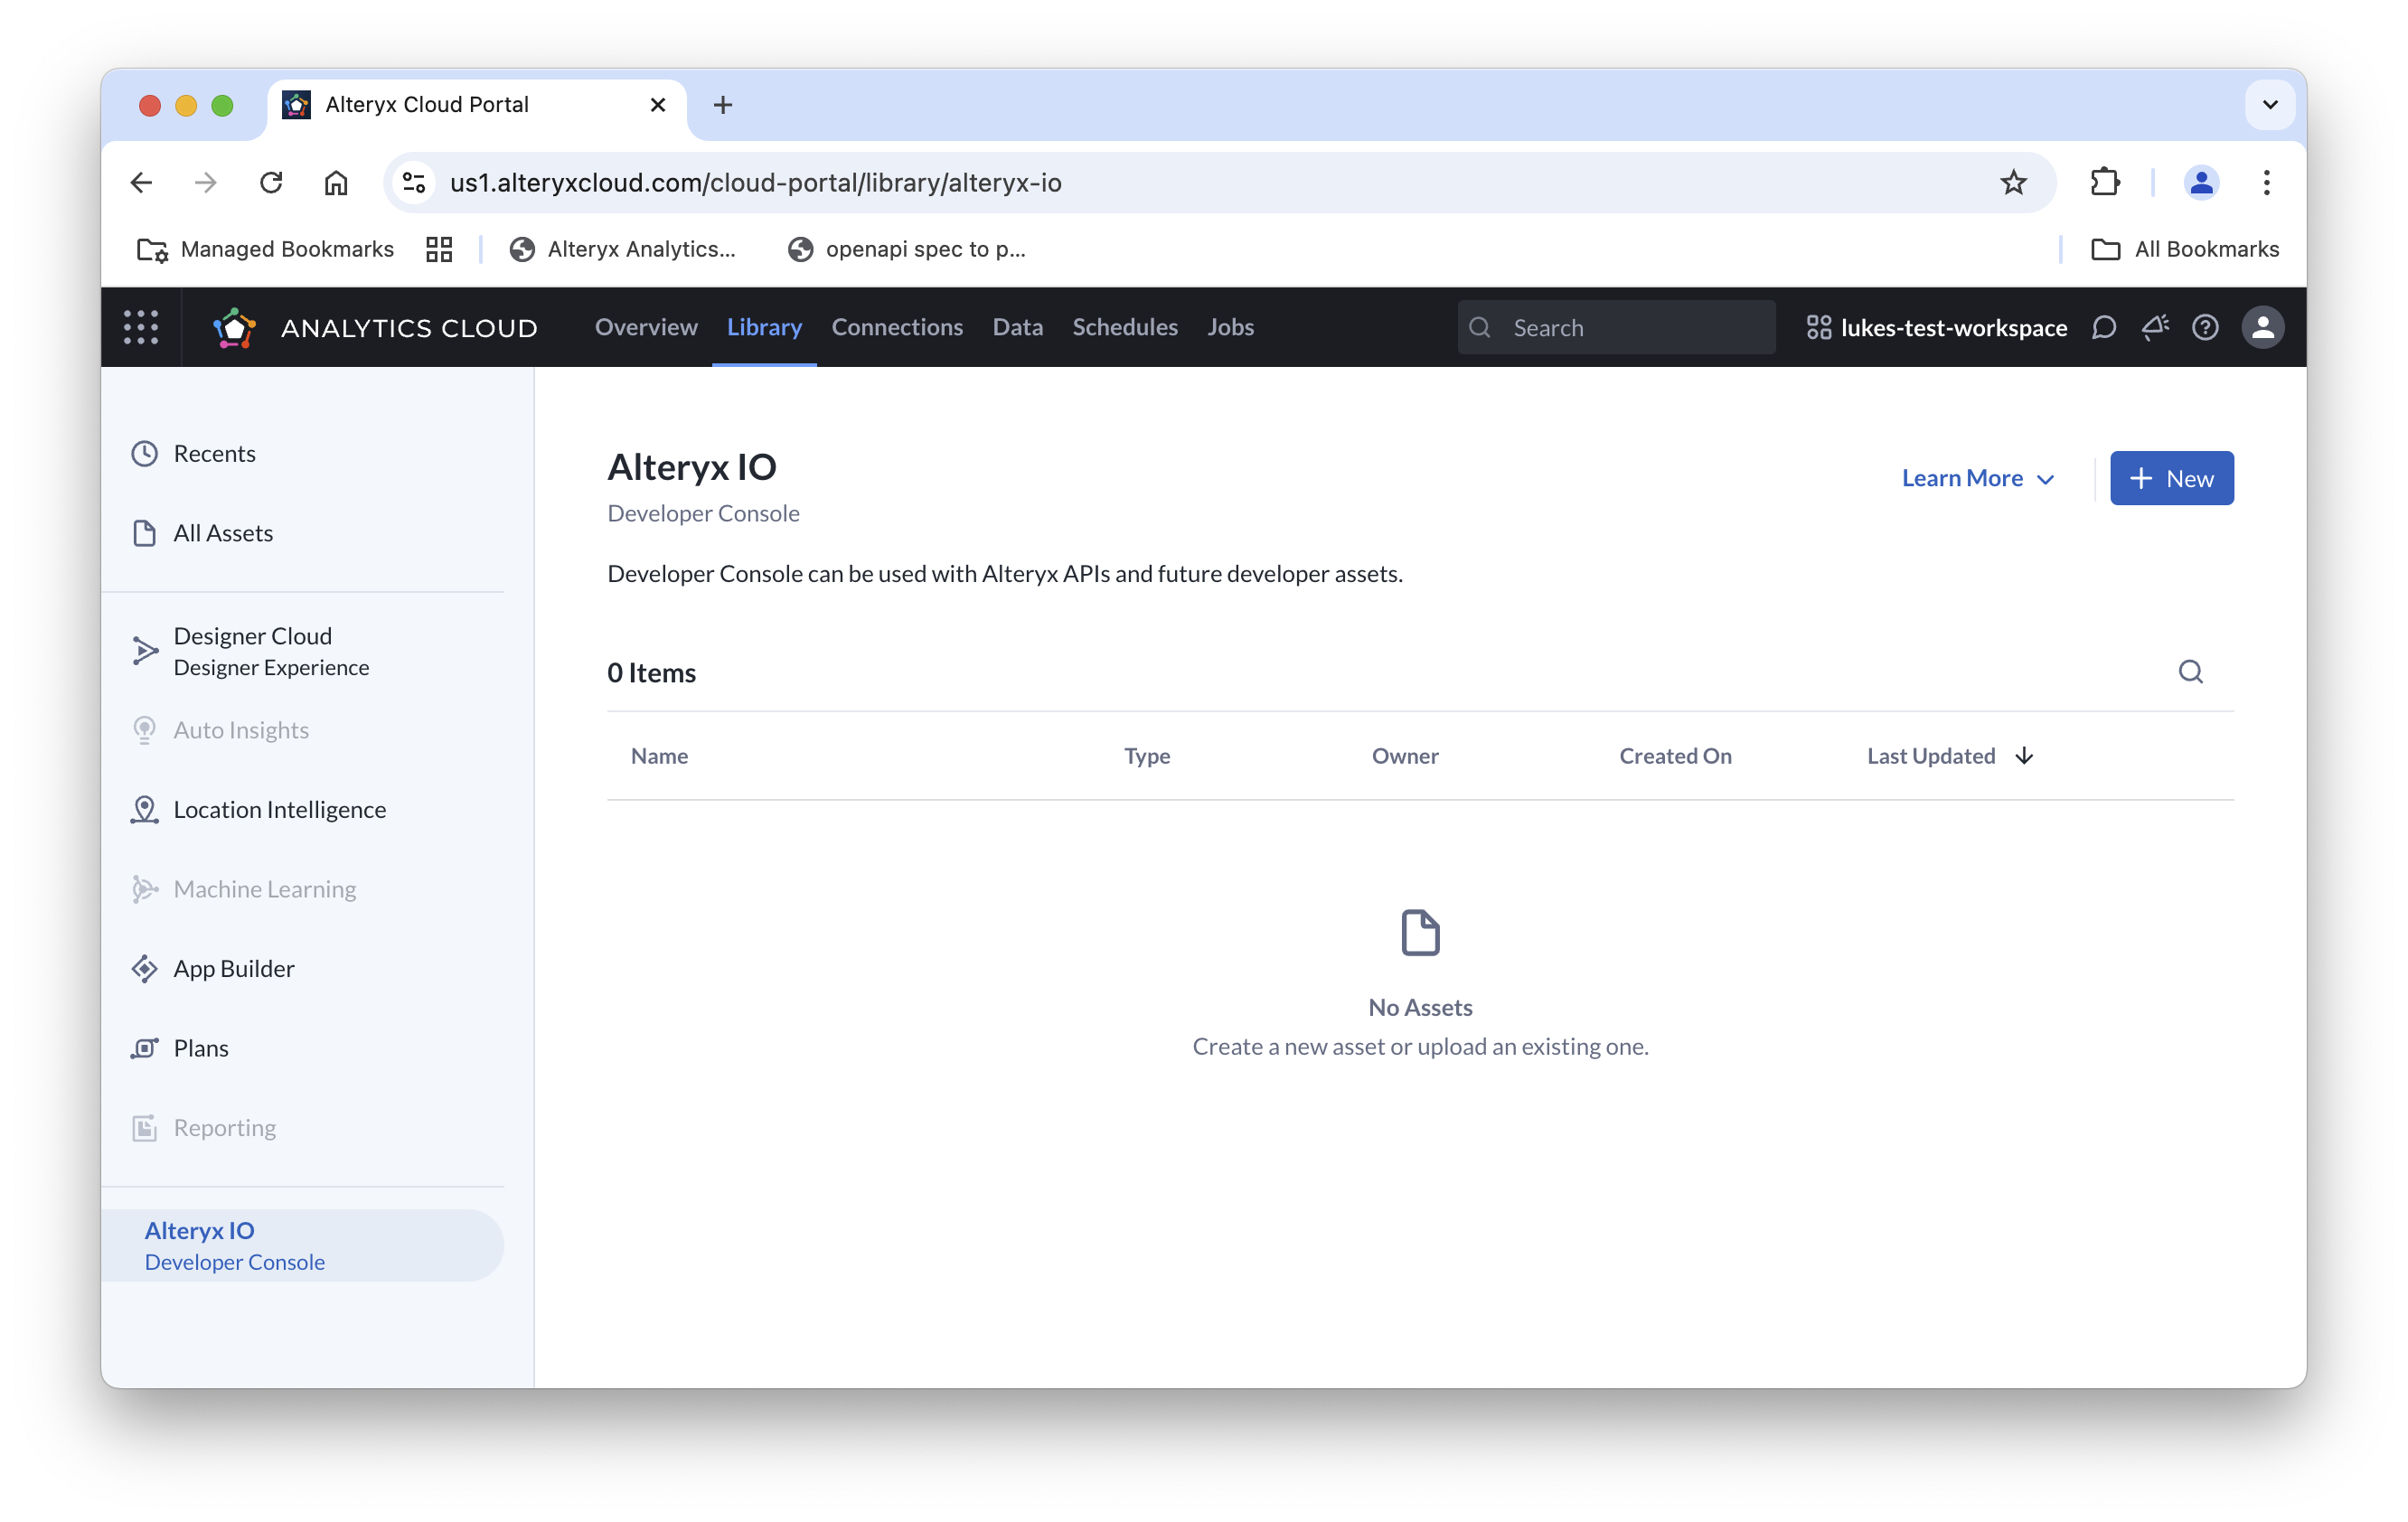 Alteryx Cloud Portal
us1.alteryxcloud.com/cloud-portal/library/alteryx-io
Managed Bookmarks
Alteryx Analytics...
openapi spec to p...
All Bookmarks
ANALYTICS CLOUD
Overview
Library
Connections
Data
Schedules
Jobs
Search
lukes-test-workspace
Recents
All Assets
Designer Cloud
Designer Experience
Auto Insights
Location Intelligence
Machine Learning
App Builder
Plans
Reporting
Alteryx IO
Developer Console
Alteryx IO
Developer Console
Learn More
New
Developer Console can be used with Alteryx APIs and future developer assets.
0 Items
Name
Type
Owner
Created On
Last Updated
No Assets
Create a new asset or upload an existing one.